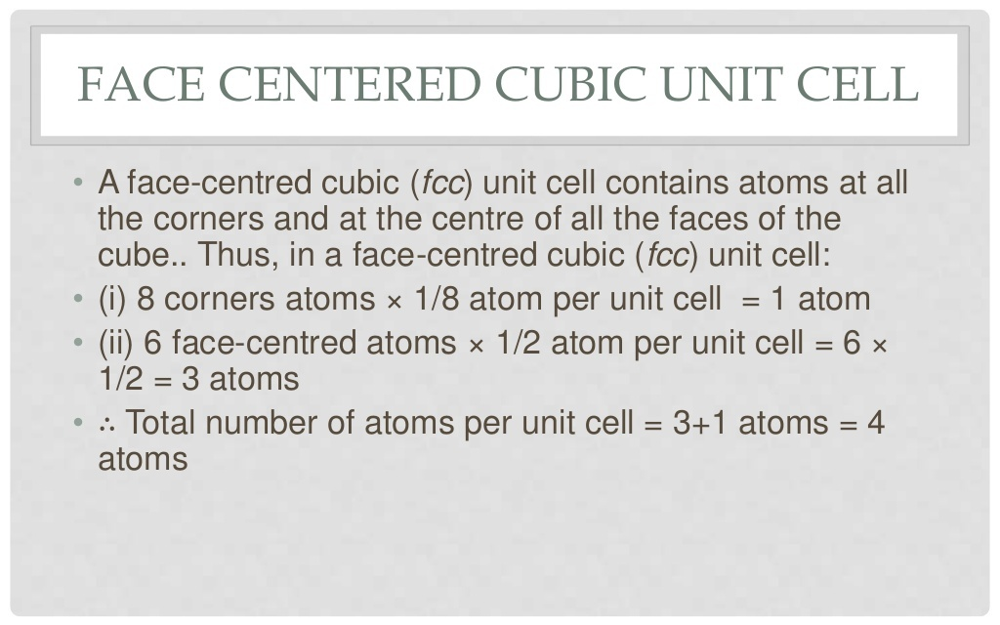 FACE CENTERED CUBIC UNIT CELL
• A face-centred cubic (fcc) unit cell contains atoms at all
the corners and at the centre of all the faces of the
cube.. Thus, in a face-centred cubic (fcc) unit cell:
• (i) 8 corners atoms × 1/8 atom per unit cell  = 1 atom
• (ii) 6 face-centred atoms × 1/2 atom per unit cell = 6 ×
1/2 = 3 atoms
• ∴ Total number of atoms per unit cell = 3+1 atoms = 4
atoms